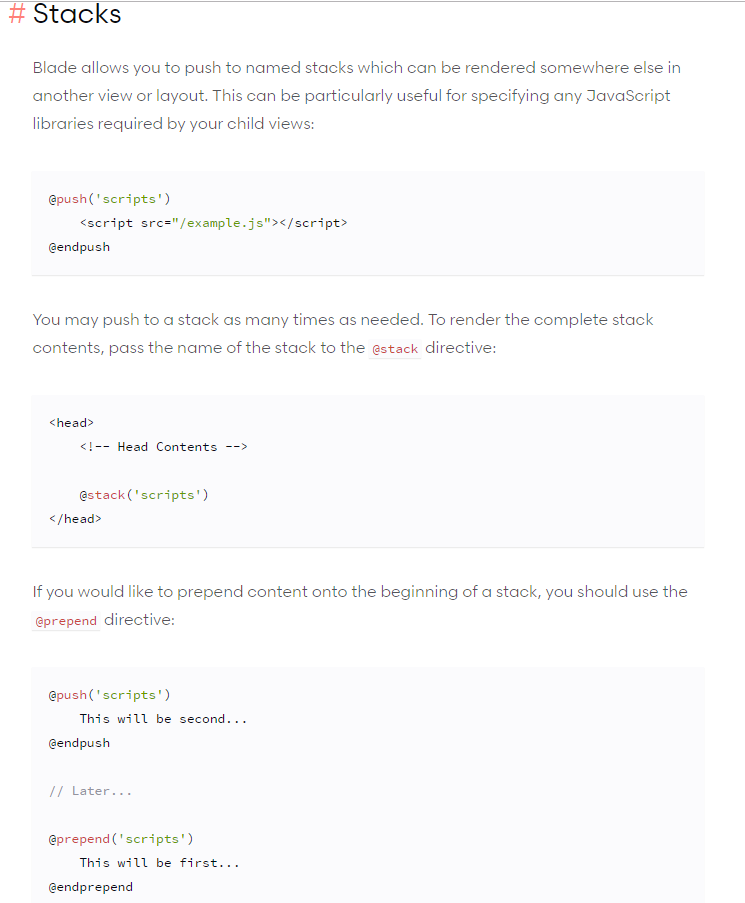 # Stacks
Blade allows you to push to named stacks which can be rendered somewhere else in
another view or layout. This can be particularly useful for specifying any JavaScript
libraries required by your child views:
@push('scripts')
    <script src="/example.js"></script>
@endpush
You may push to a stack as many times as needed. To render the complete stack
contents, pass the name of the stack to the @stack directive:
<head>
    <!-- Head Contents -->
    @stack('scripts')
</head>
If you would like to prepend content onto the beginning of a stack, you should use the
@prepend directive:
@push('scripts')
    This will be second...
@endpush
// Later...
@prepend('scripts')
    This will be first...
@endprepend